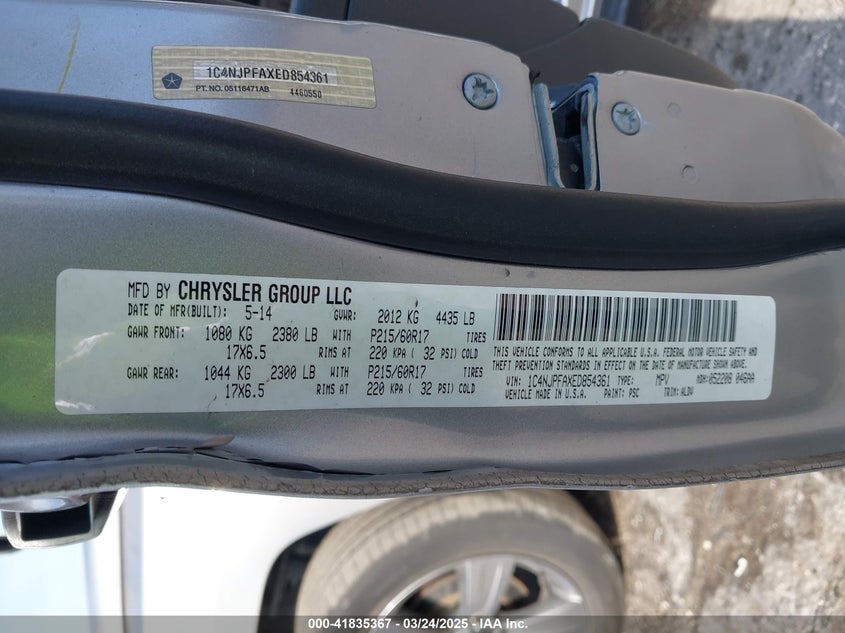 1C4NJPFAXED854361
PT. NO. 05116471AB 4460550
MFD BY CHRYSLER GROUP LLC
DATE OF MFR(BUILT): 5-14 GVWR: 2012 KG 4435 LB
GAWR FRONT: 1080 KG 2380 LB WITH P215/60R17 TIRES
17X6.5 RIMS AT 220 KPA ( 32 PSI) COLD
GAWR REAR: 1044 KG 2300 LB WITH P215/60R17 TIRES
17X6.5 RIMS AT 220 KPA ( 32 PSI) COLD
THIS VEHICLE CONFORMS TO ALL APPLICABLE U.S.A. FEDERAL MOTOR VEHICLE SAFETY AND
THEFT PREVENTION STANDARDS IN EFFECT ON THE DATE OF MANUFACTURE SHOWN ABOVE.
VIN: 1C4NJPFAXED854361 TYPE: MPV MDH: 052208 046AA
VEHICLE MADE IN U.S.A. PAINT: PSC TRIM: ALDV
000-41835367 - 03/24/2025 - IAA Inc.